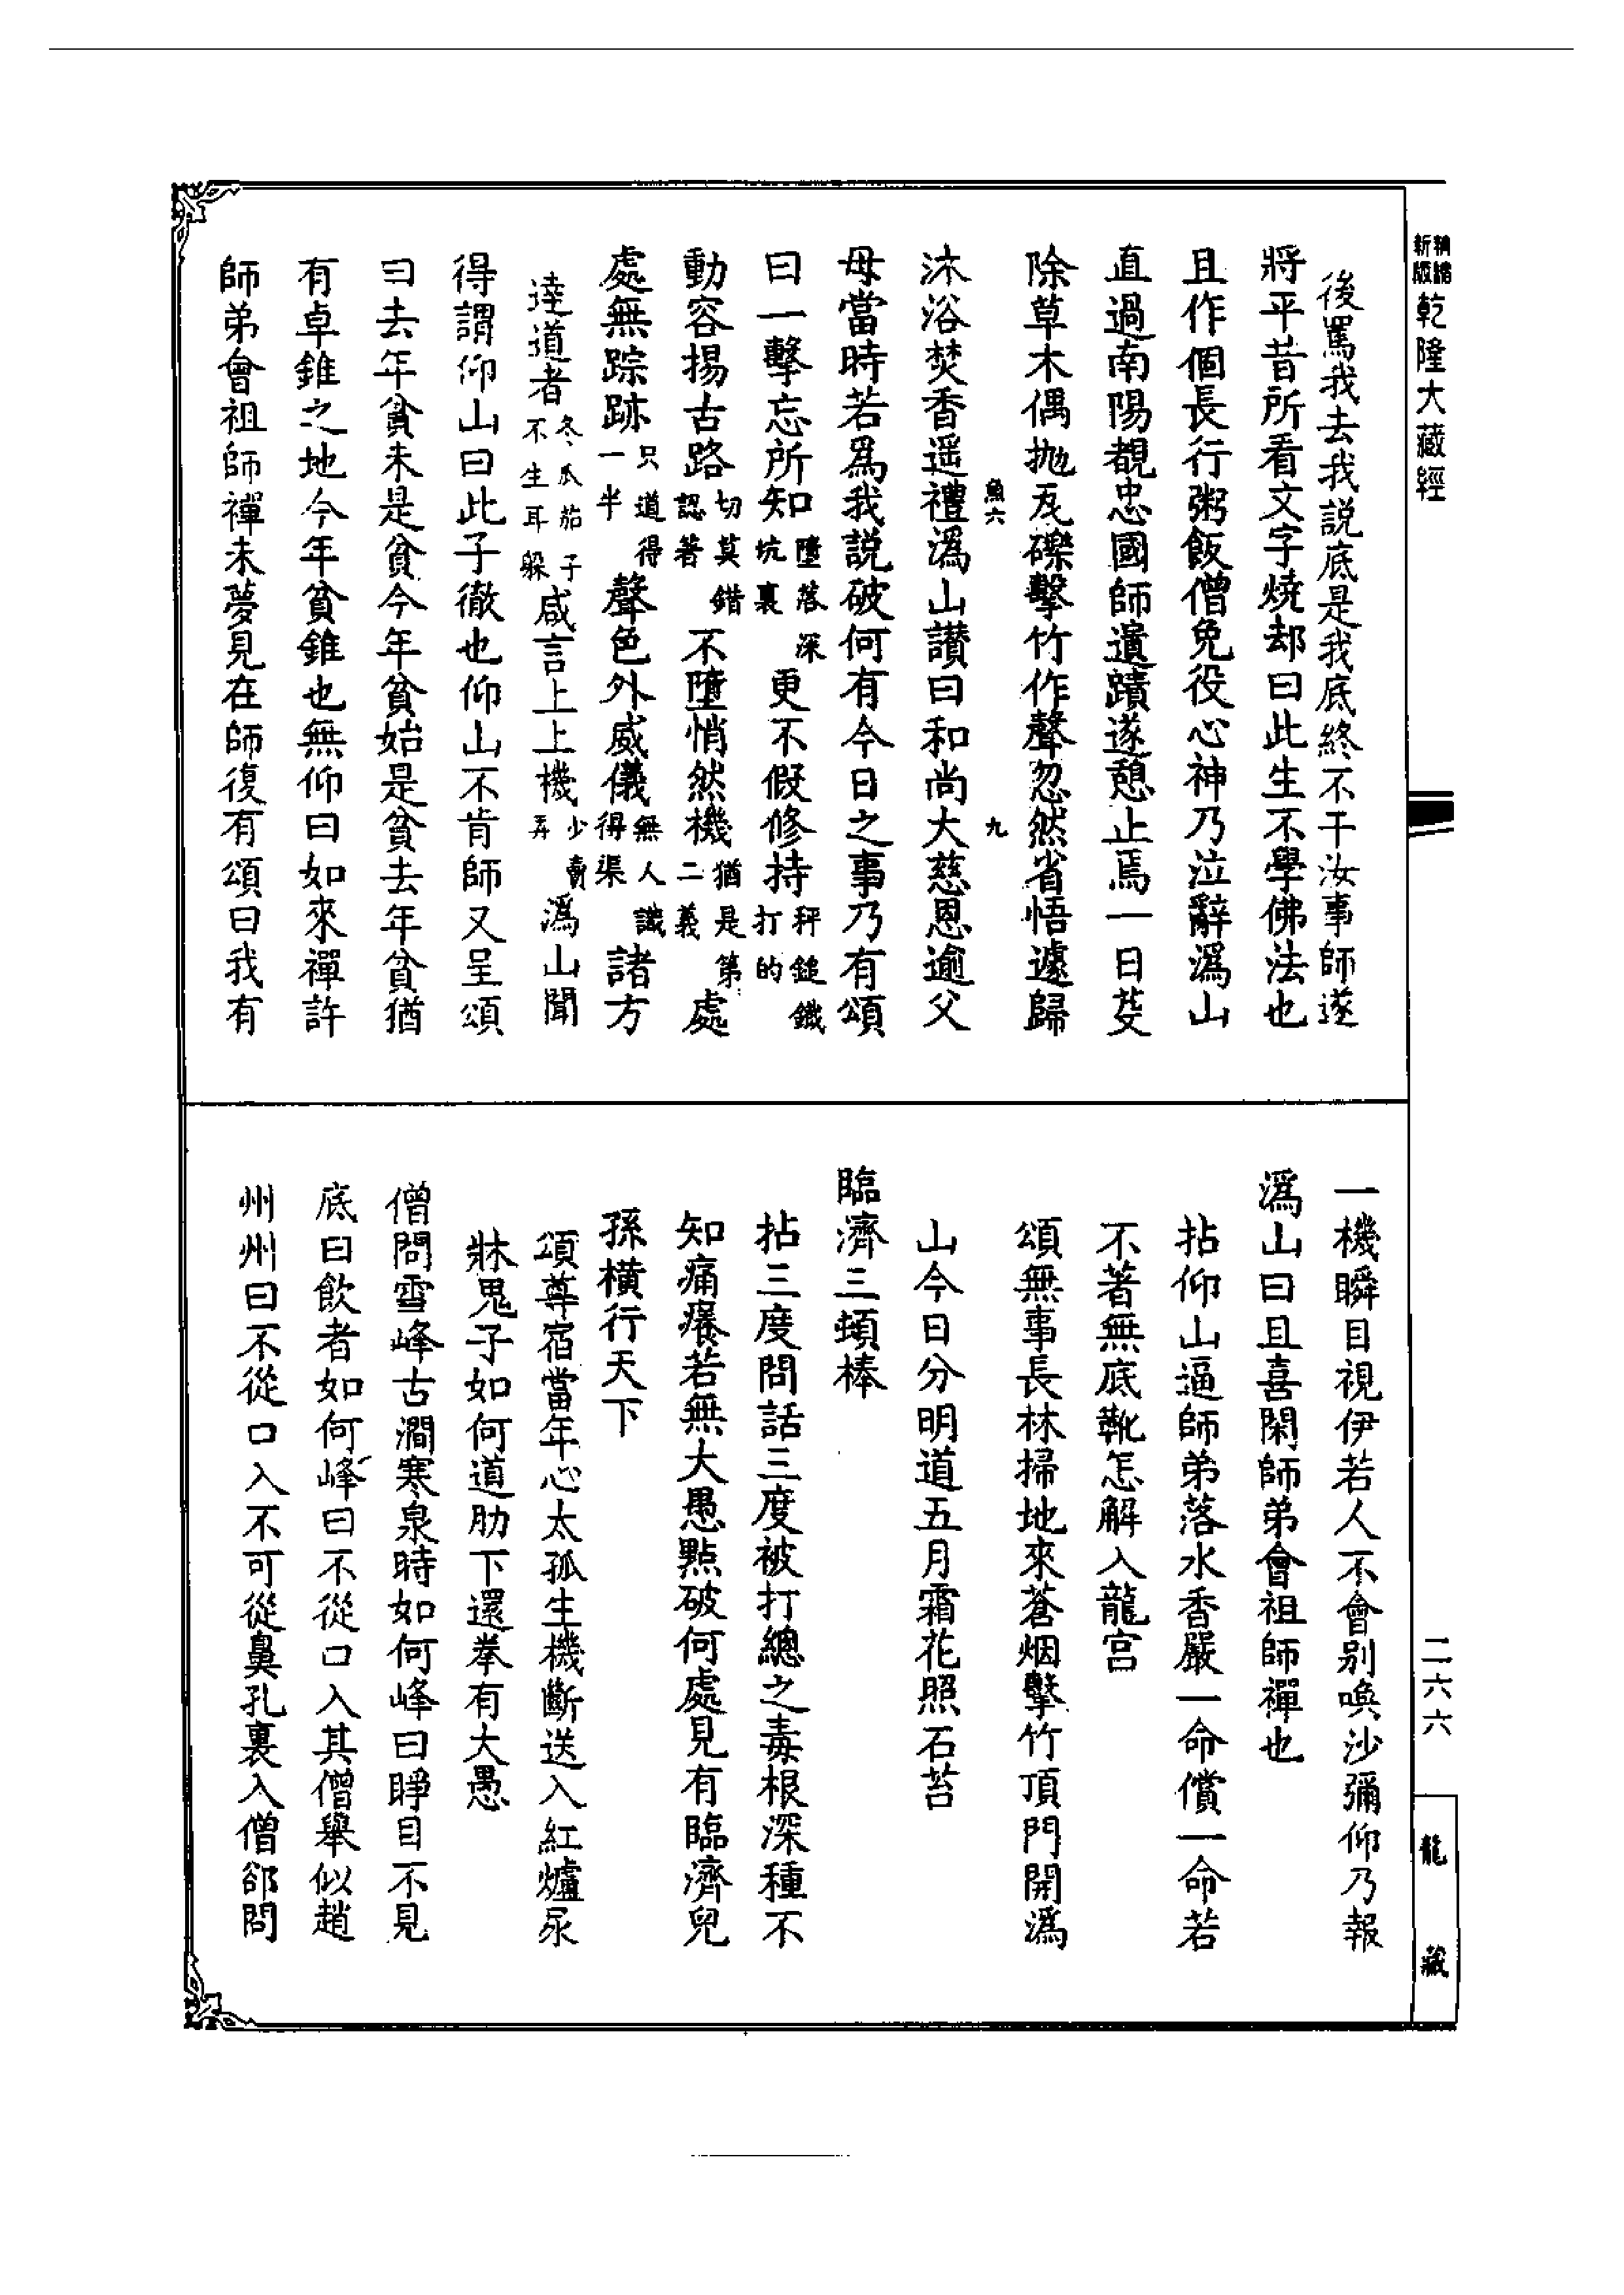 新版精縮乾隆大藏經
後罵我去我説底是我底終不干汝事師遂
將平昔所看文字燒却曰此生不學佛法也
且作個長行粥飯僧免役心神乃泣辭潙山
直過南陽覩忠國師遺蹟遂憩止焉一日芟
除草木偶抛瓦礫擊竹作聲忽然省悟遽歸
魚六 九
沐浴焚香遥禮潙山讃曰和尚大慈恩逾父
母當時若爲我説破何有今日之事乃有頌
曰一擊忘所知墮落深坑裏更不假修持秤鎚鐵打的
動容揚古路切莫錯認著不墮悄然機猶是第二義處
處無踪跡只道得一半聲色外威儀無人識得渠諸方
達道者冬瓜茄子不生耳躲咸言上上機少賣弄潙山聞
得謂仰山曰此子徹也仰山不肯師又呈頌
曰去年貧未是貧今年貧始是貧去年貧猶
有卓錐之地今年貧錐也無仰曰如來禪許
師弟會祖師禪未夢見在師復有頌曰我有
一機瞬目視伊若人不會别喚沙彌仰乃報
潙山曰且喜閑師弟會祖師禪也
拈仰山逼師弟落水香嚴一命償一命若
不著無底靴怎解入龍宫
頌無事長林掃地來蒼烟擊竹頂門開潙
山今日分明道五月霜花照石苔
臨濟三頓棒
拈三度問話三度被打總之毒根深種不
知痛癢若無大愚點破何處見有臨濟兒
孫横行天下
頌尊宿當年心太孤生機斷送入紅爐尿
牀鬼子如何道肋下還拳有大愚
僧問雪峰古澗寒泉時如何峰曰睜目不見
底曰飲者如何峰曰不從口入其僧舉似趙
州州曰不從口入不可從鼻孔裏入僧郤問
二六六
龍藏